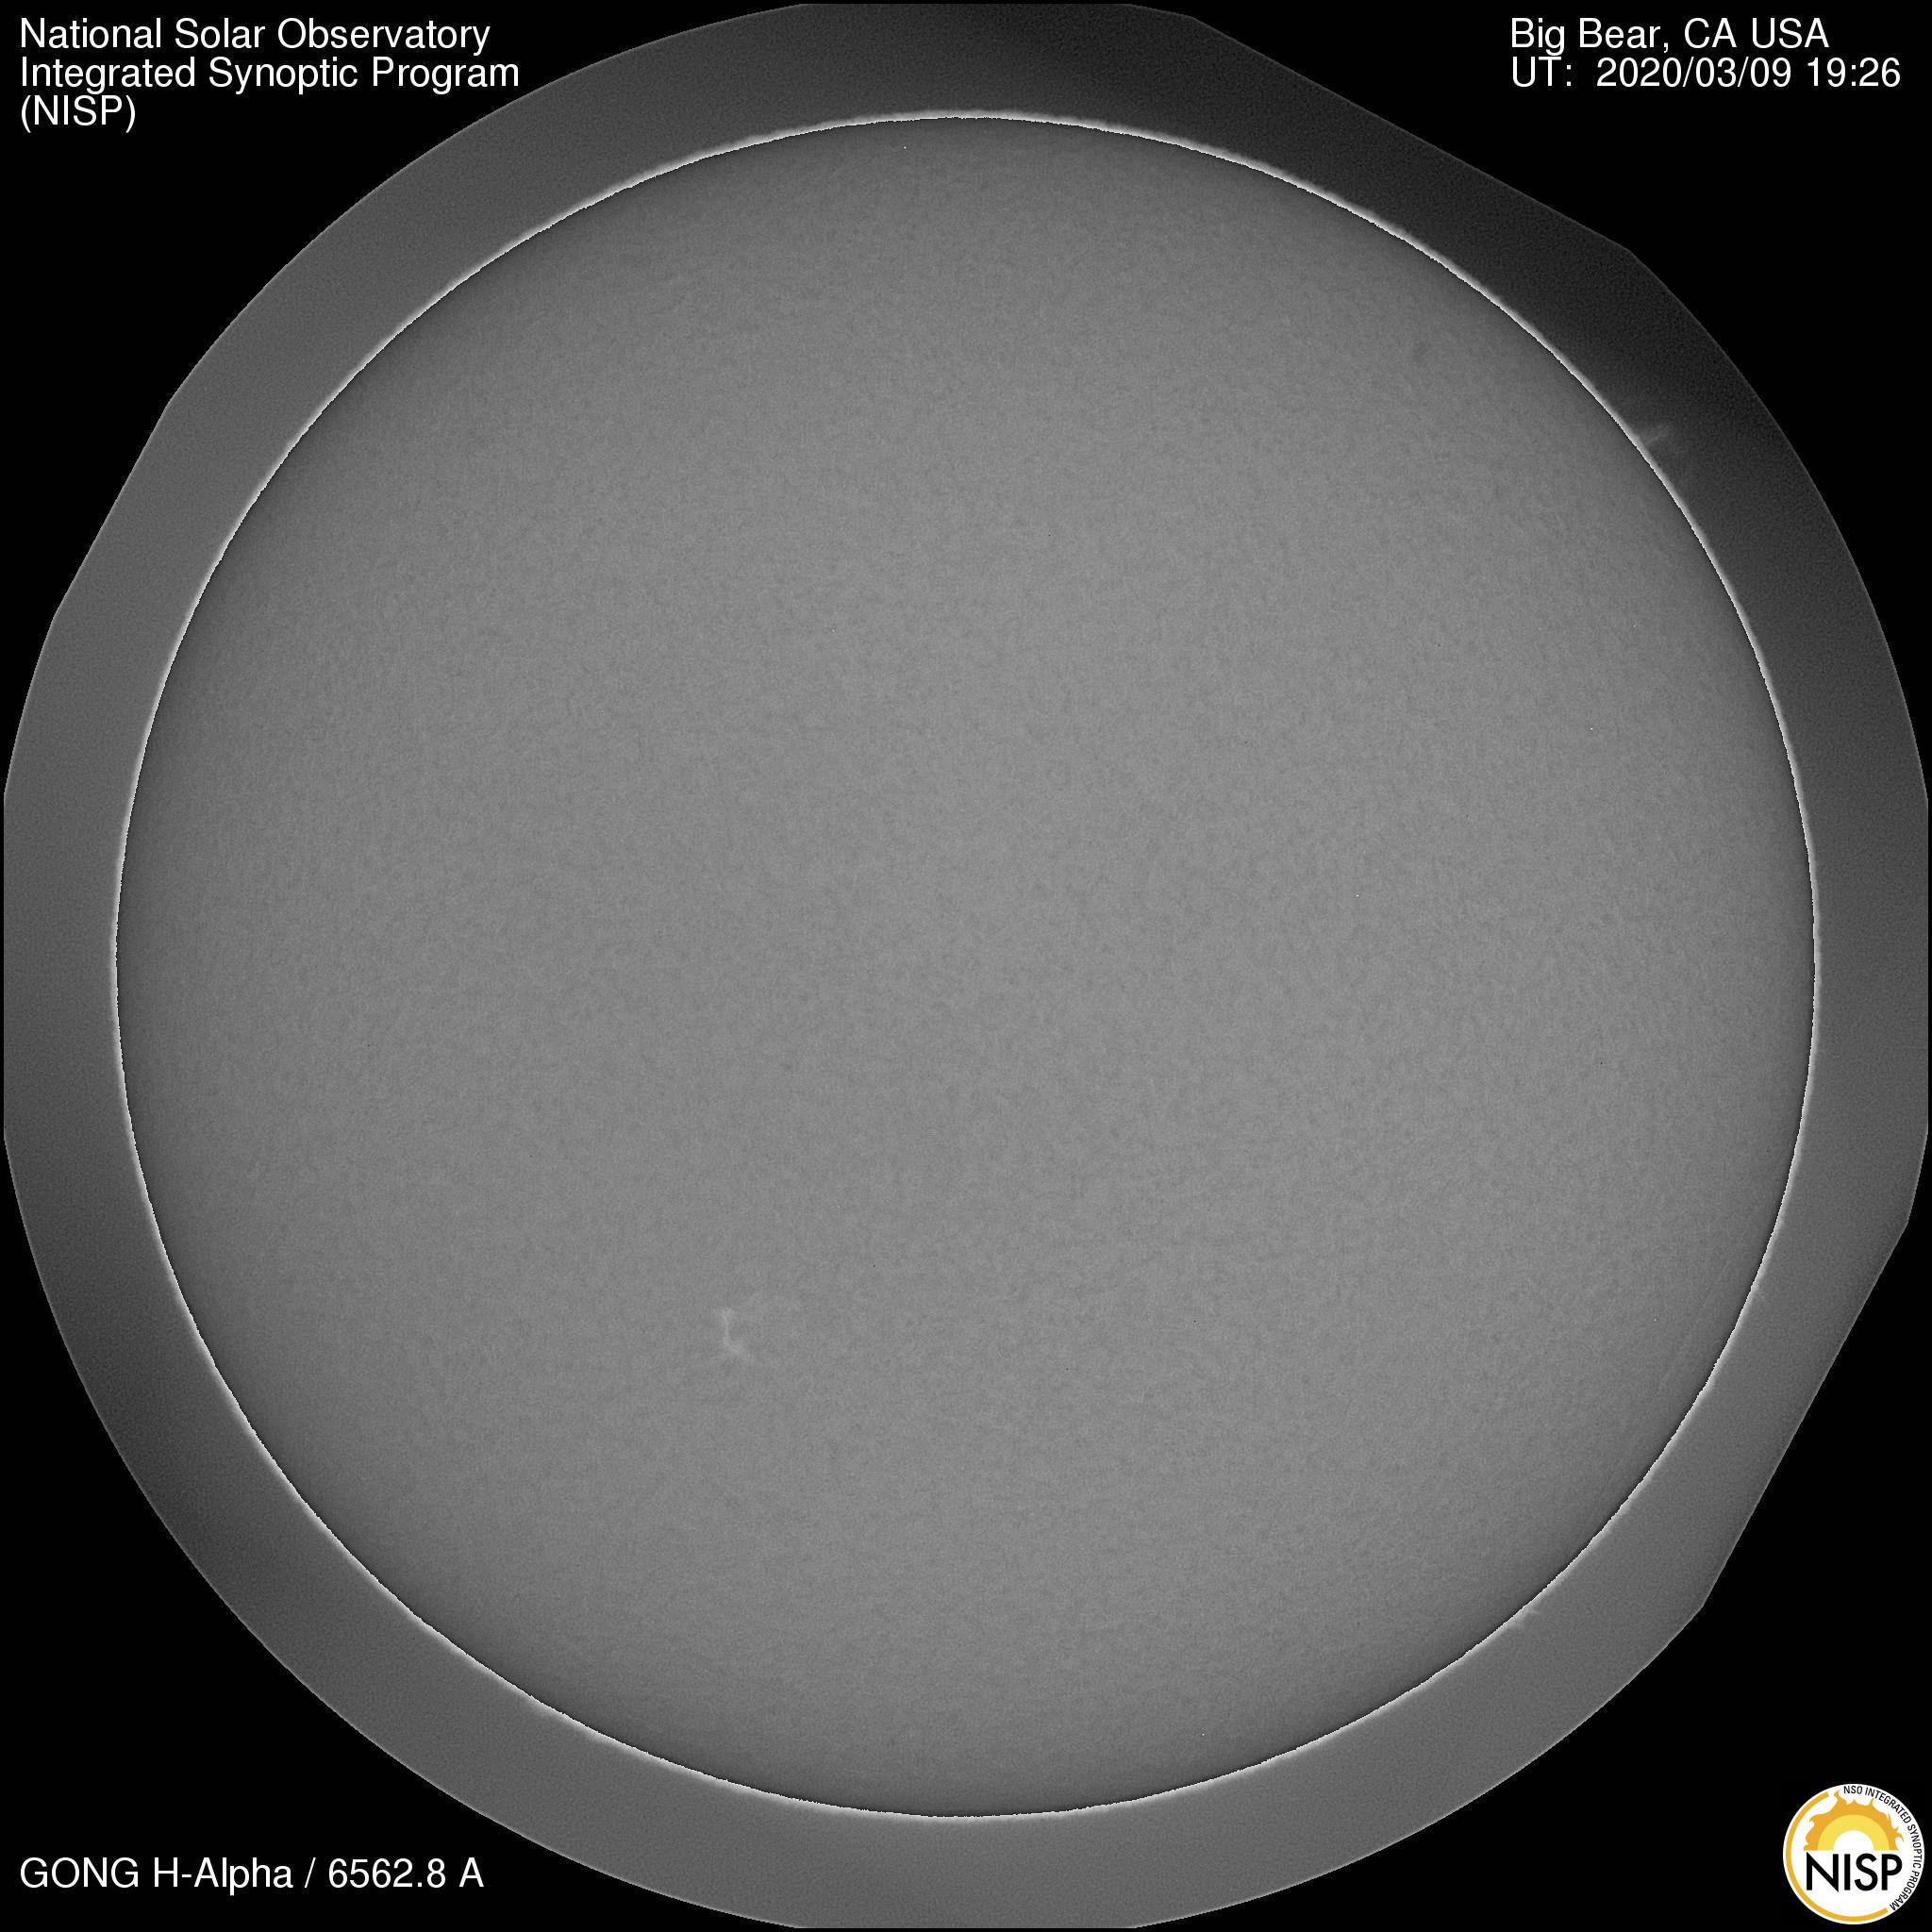 National Solar Observatory
Integrated Synoptic Program
(NISP)
Big Bear, CA USA
UT: 2020/03/09 19:26
GONG H-Alpha / 6562.8 A
NSO INTEGRATED SYNOPTIC PROGRAM
NISP